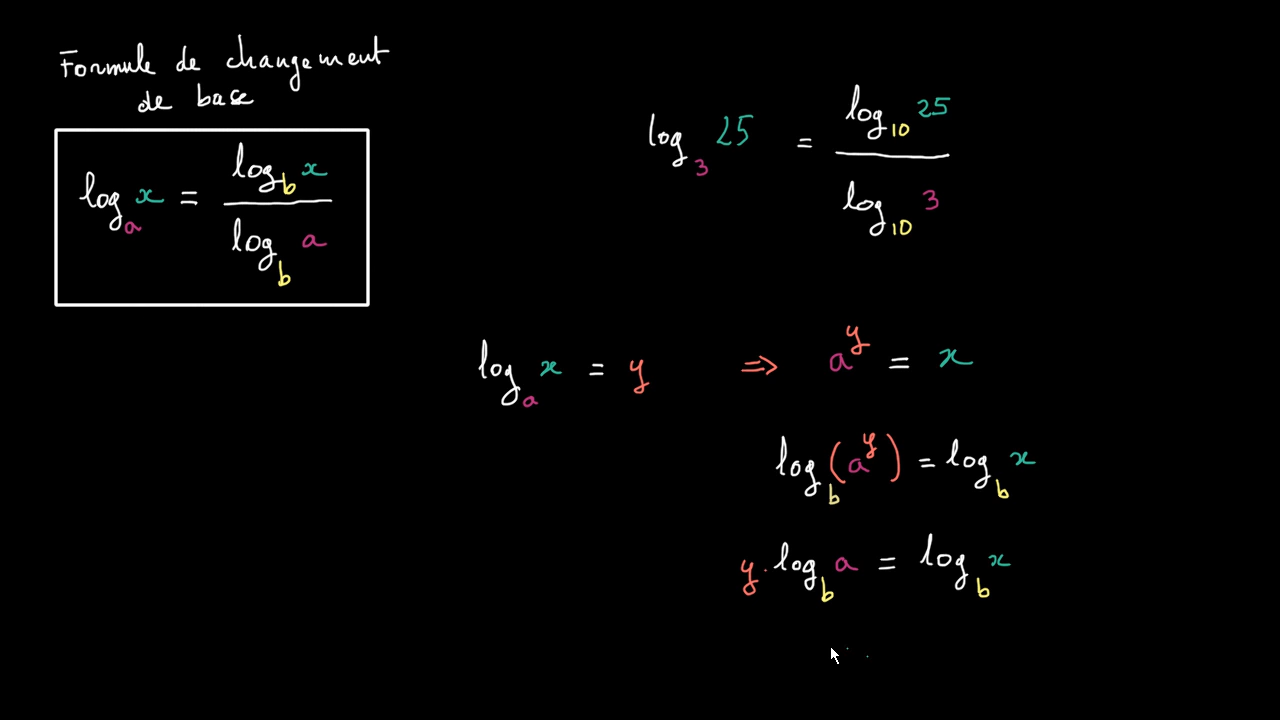 Formule de changement
de base
log_a x = log_b x / log_b a
log_3 25 = log_10 25 / log_10 3
log_a x = y ⇒ a^y = x
log_b (a^y) = log_b x
y · log_b a = log_b x